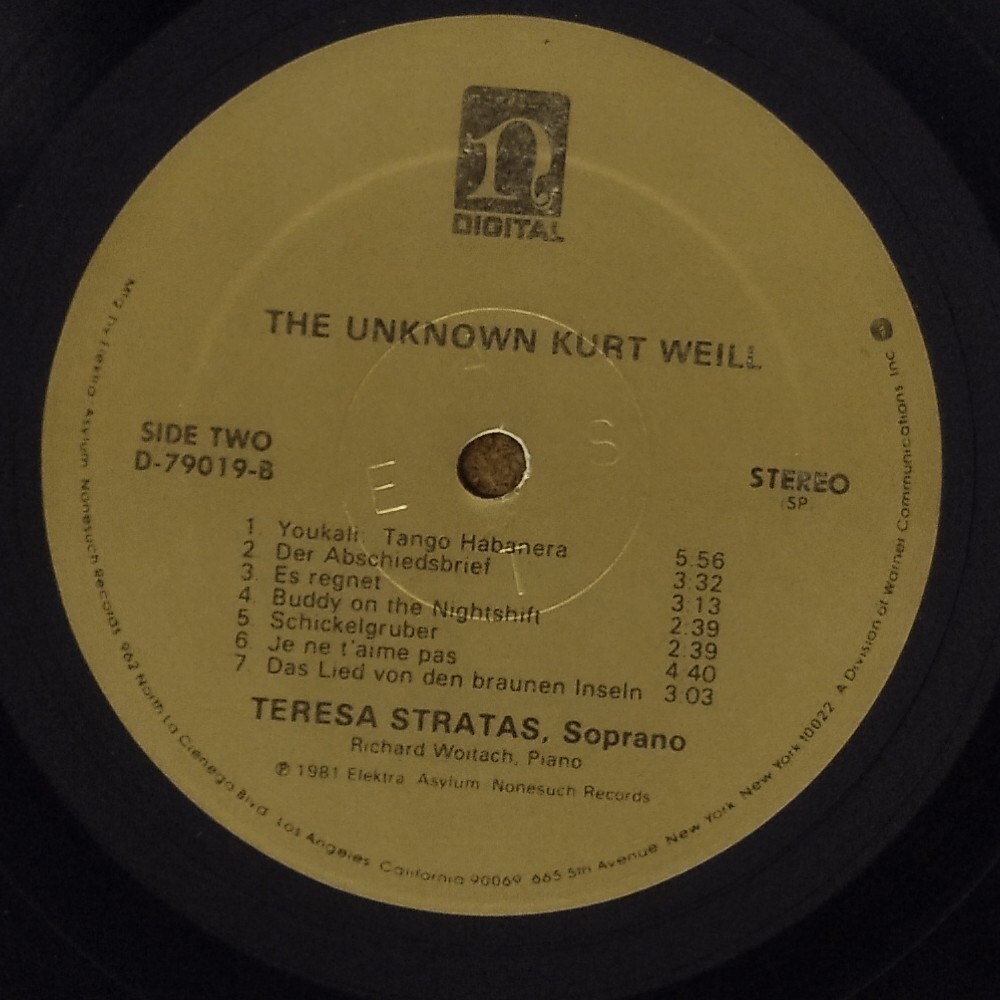 n
DIGITAL
THE UNKNOWN KURT WEILL
SIDE TWO
D-79019-B
STEREO
(SP)
1. Youkali: Tango Habanera 5:56
2. Der Abschiedsbrief 3:32
3. Es regnet 3:13
4. Buddy on the Nightshift 2:39
5. Schickelgruber 2:39
6. Je ne t'aime pas 4:40
7. Das Lied von den braunen Inseln 3:03
TERESA STRATAS, Soprano
Richard Woitach, Piano
℗ 1981 Elektra/Asylum/Nonesuch Records
Mfg. by Elektra/Asylum/Nonesuch Records 962 North La Cienega Blvd. Los Angeles, California 90069 665 5th Avenue New York, New York 10022 A Division of Warner Communications Inc.
E S